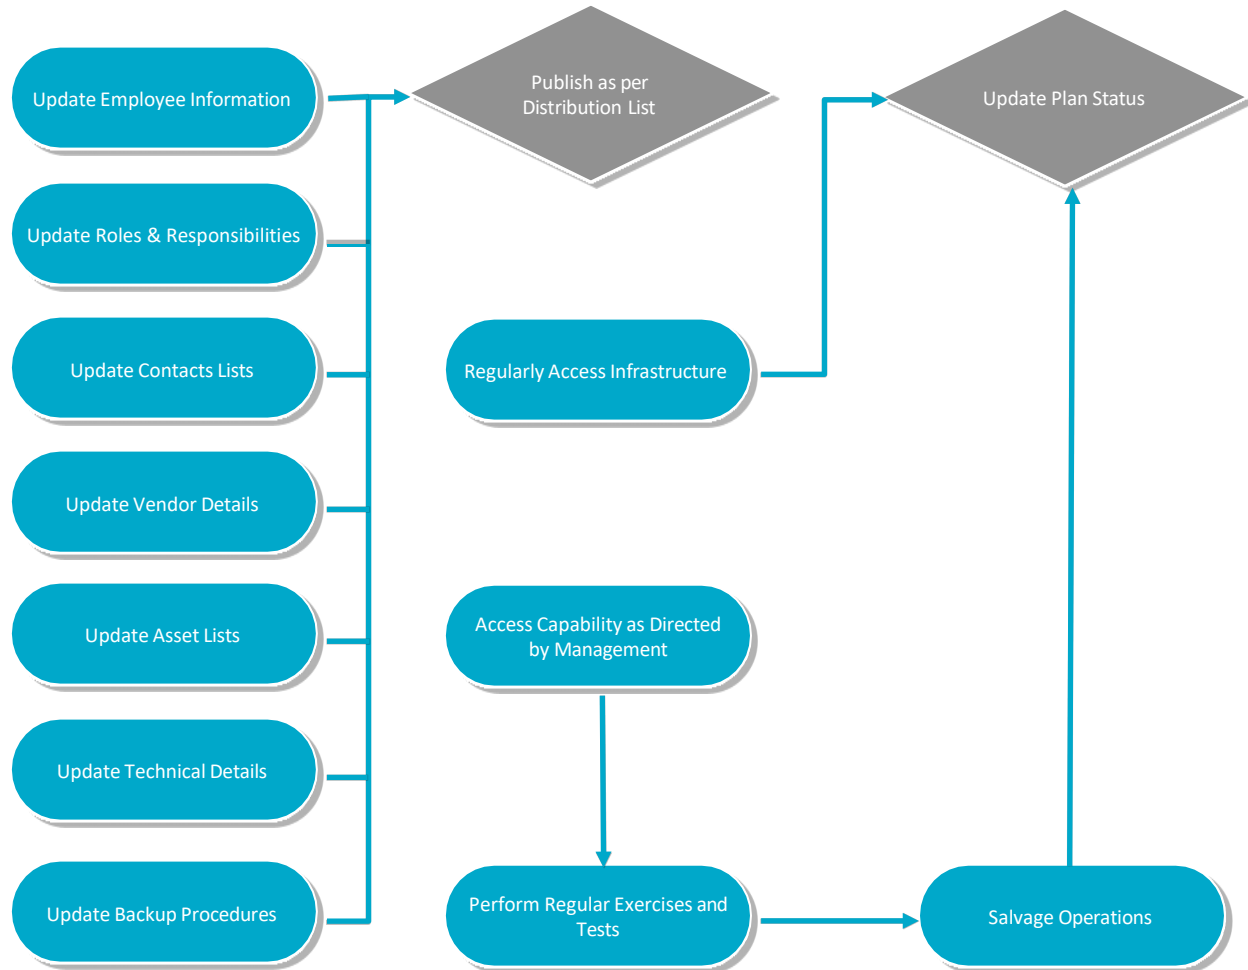 Update Employee Information
Update Roles & Responsibilities
Update Contacts Lists
Update Vendor Details
Update Asset Lists
Update Technical Details
Update Backup Procedures
Publish as per
Distribution List
Regularly Access Infrastructure
Access Capability as Directed
by Management
Perform Regular Exercises and
Tests
Update Plan Status
Salvage Operations